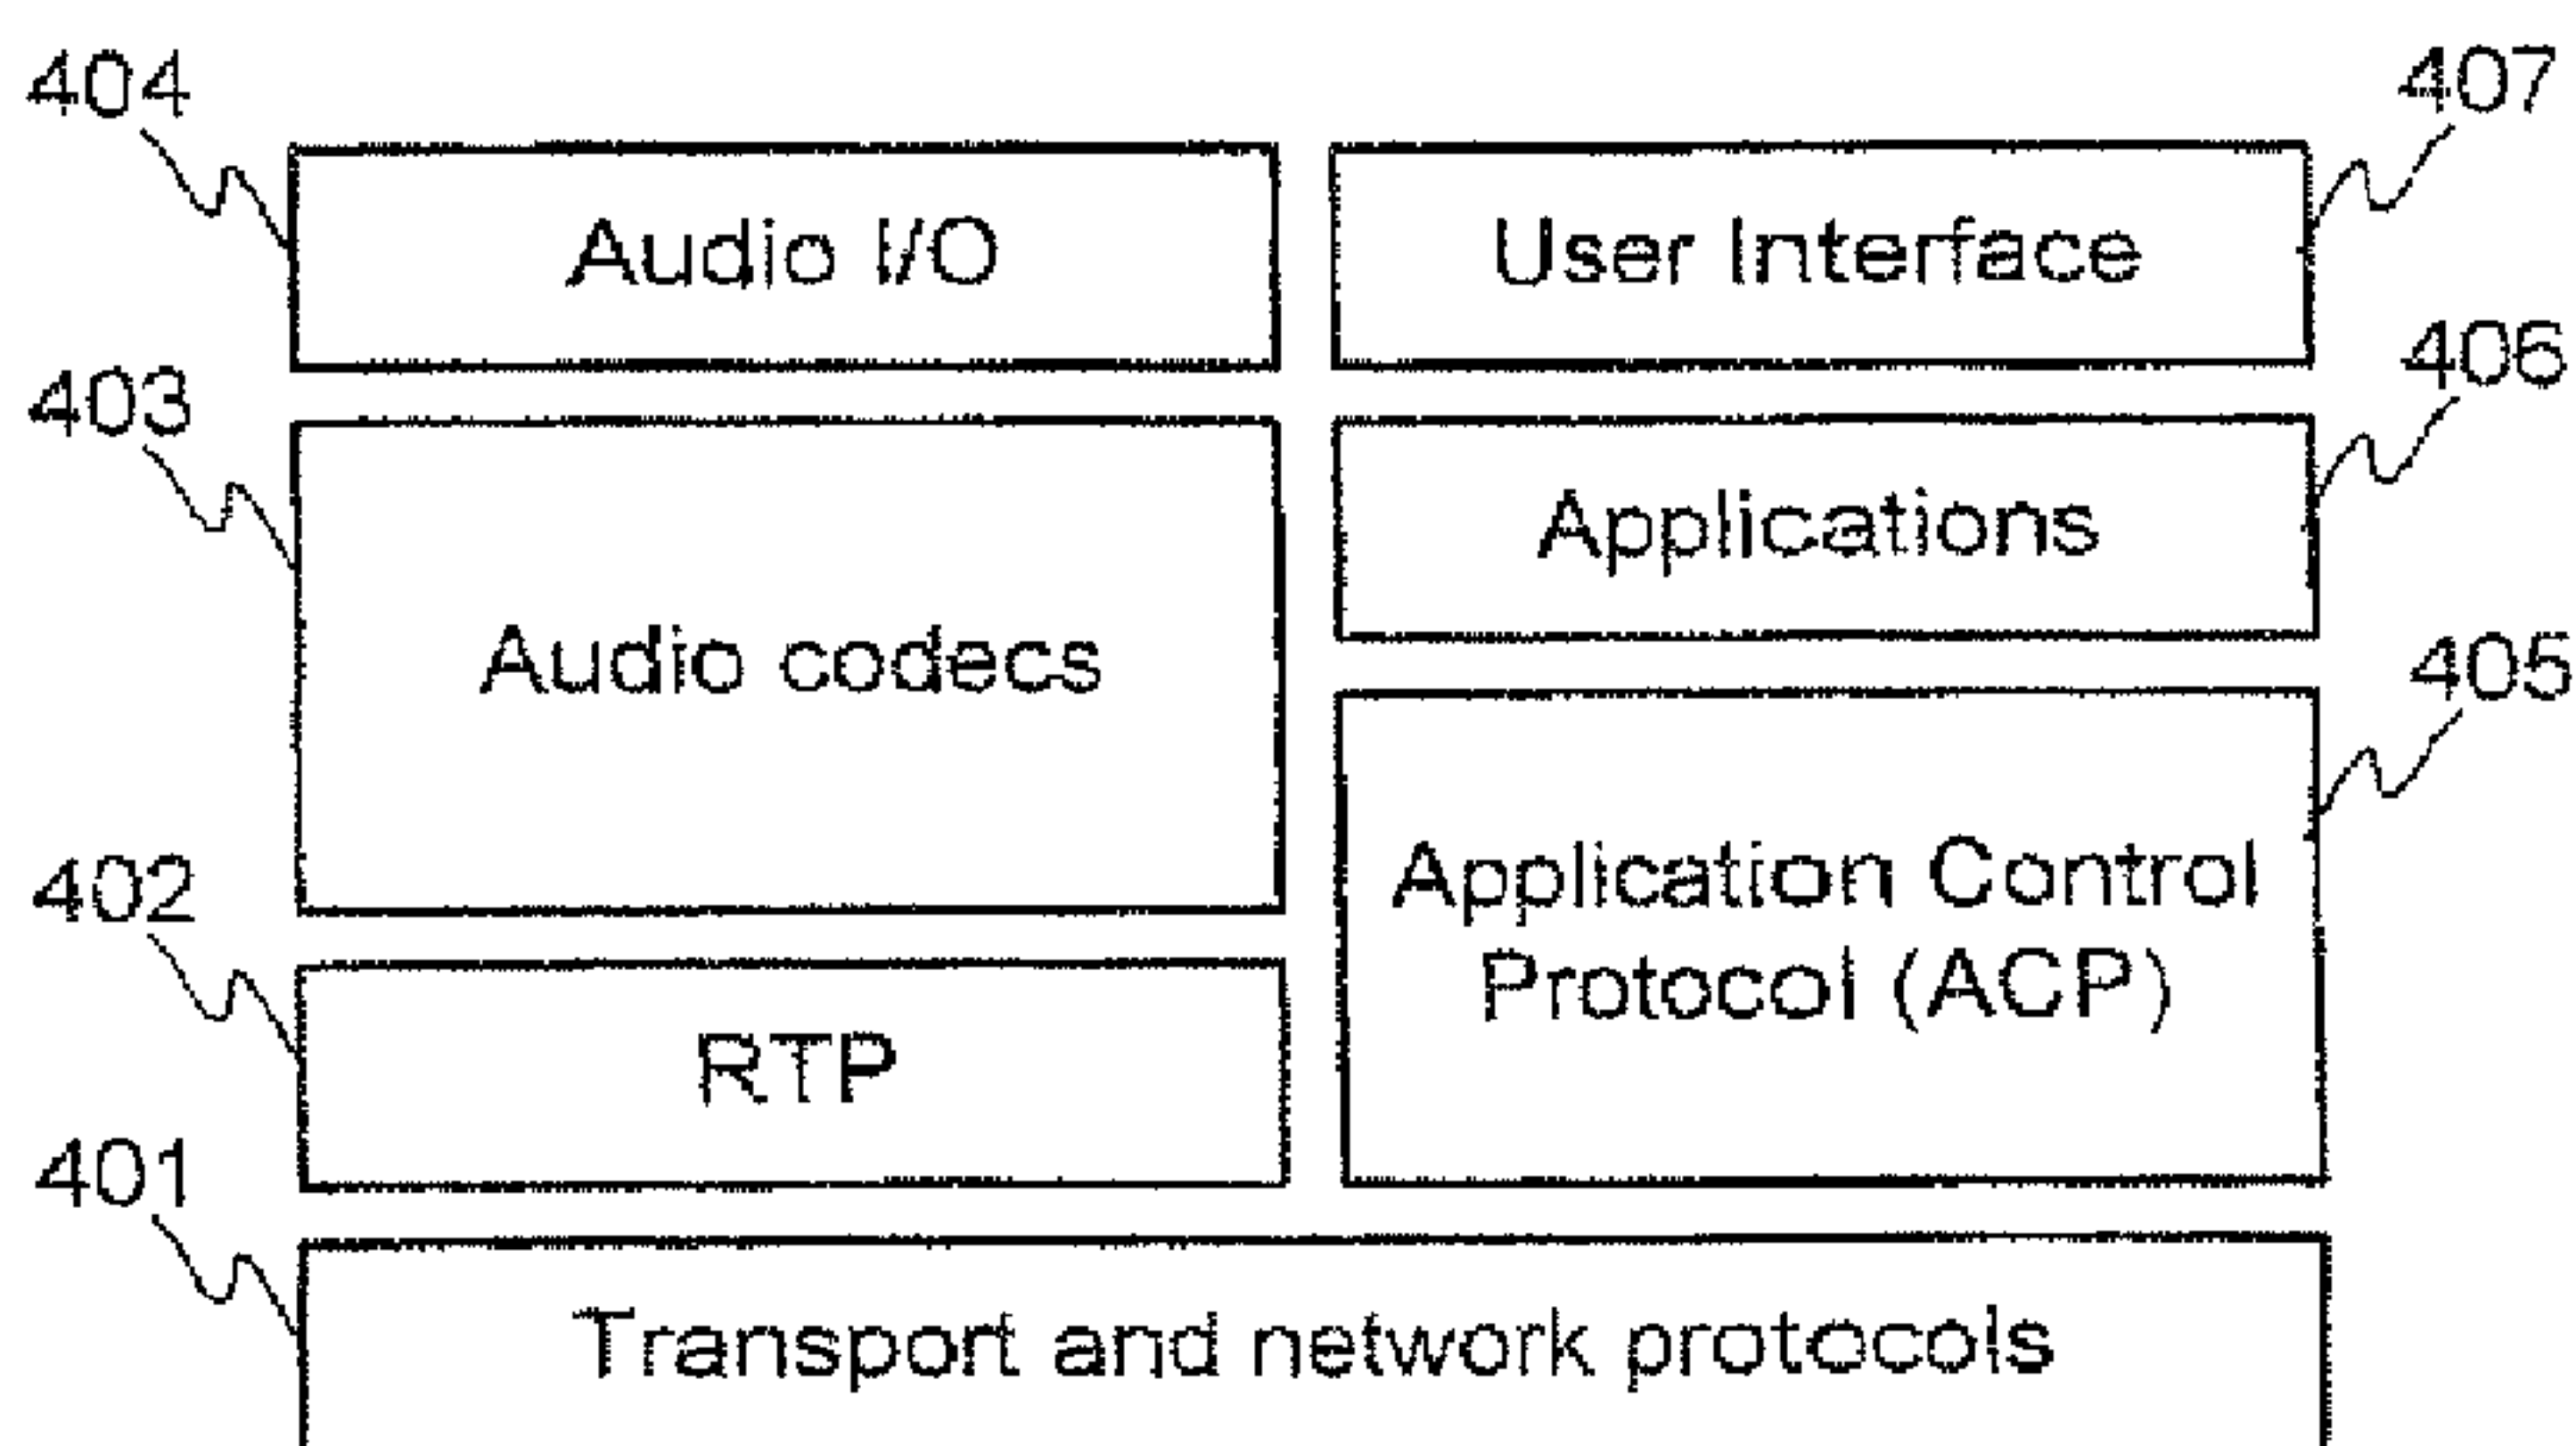 404
407
Audio I/O
User Interface
403
406
Audio codecs
Applications
405
402
Application Control
Protocol (ACP)
RTP
401
Transport and network protocols